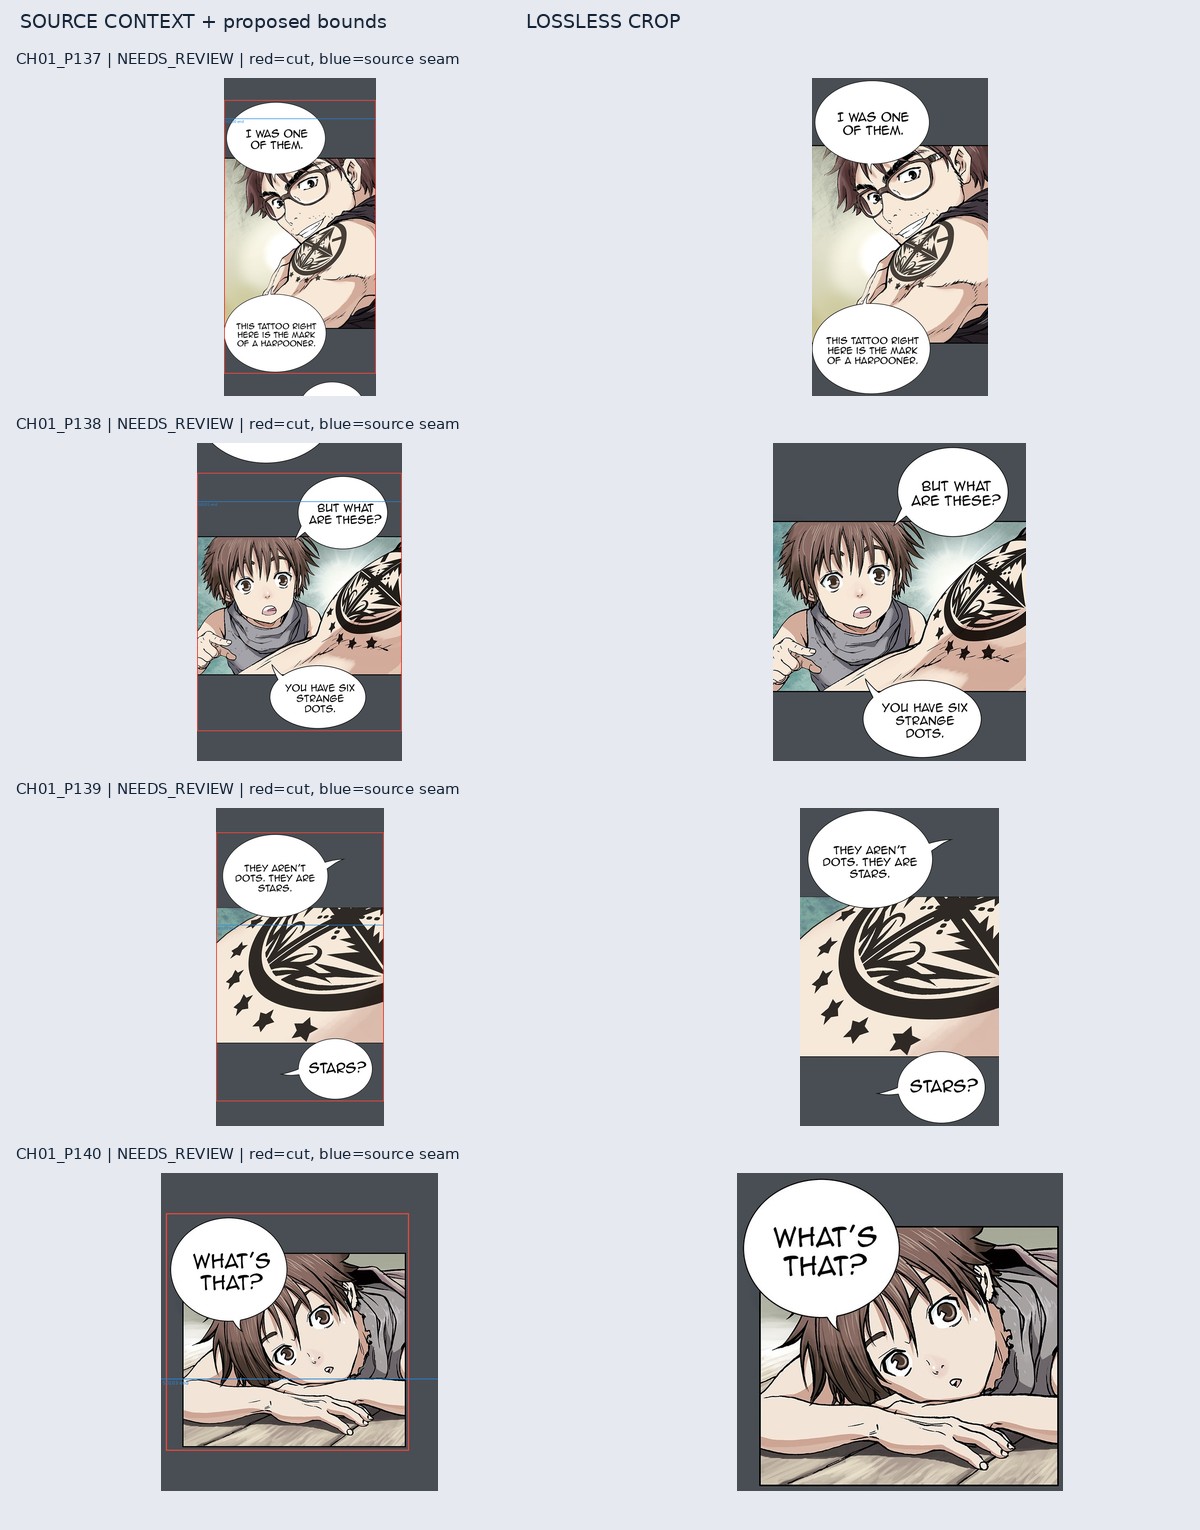 SOURCE CONTEXT + proposed bounds
LOSSLESS CROP
CH01_P137 | NEEDS_REVIEW | red=cut, blue=source seam
I WAS ONE
OF THEM.
THIS TATTOO RIGHT
HERE IS THE MARK
OF A HARPOONER.
I WAS ONE
OF THEM.
THIS TATTOO RIGHT
HERE IS THE MARK
OF A HARPOONER.
CH01_P138 | NEEDS_REVIEW | red=cut, blue=source seam
BUT WHAT
ARE THESE?
YOU HAVE SIX
STRANGE
DOTS.
BUT WHAT
ARE THESE?
YOU HAVE SIX
STRANGE
DOTS.
CH01_P139 | NEEDS_REVIEW | red=cut, blue=source seam
THEY AREN'T
DOTS. THEY ARE
STARS.
STARS?
THEY AREN'T
DOTS. THEY ARE
STARS.
STARS?
CH01_P140 | NEEDS_REVIEW | red=cut, blue=source seam
WHAT'S
THAT?
WHAT'S
THAT?